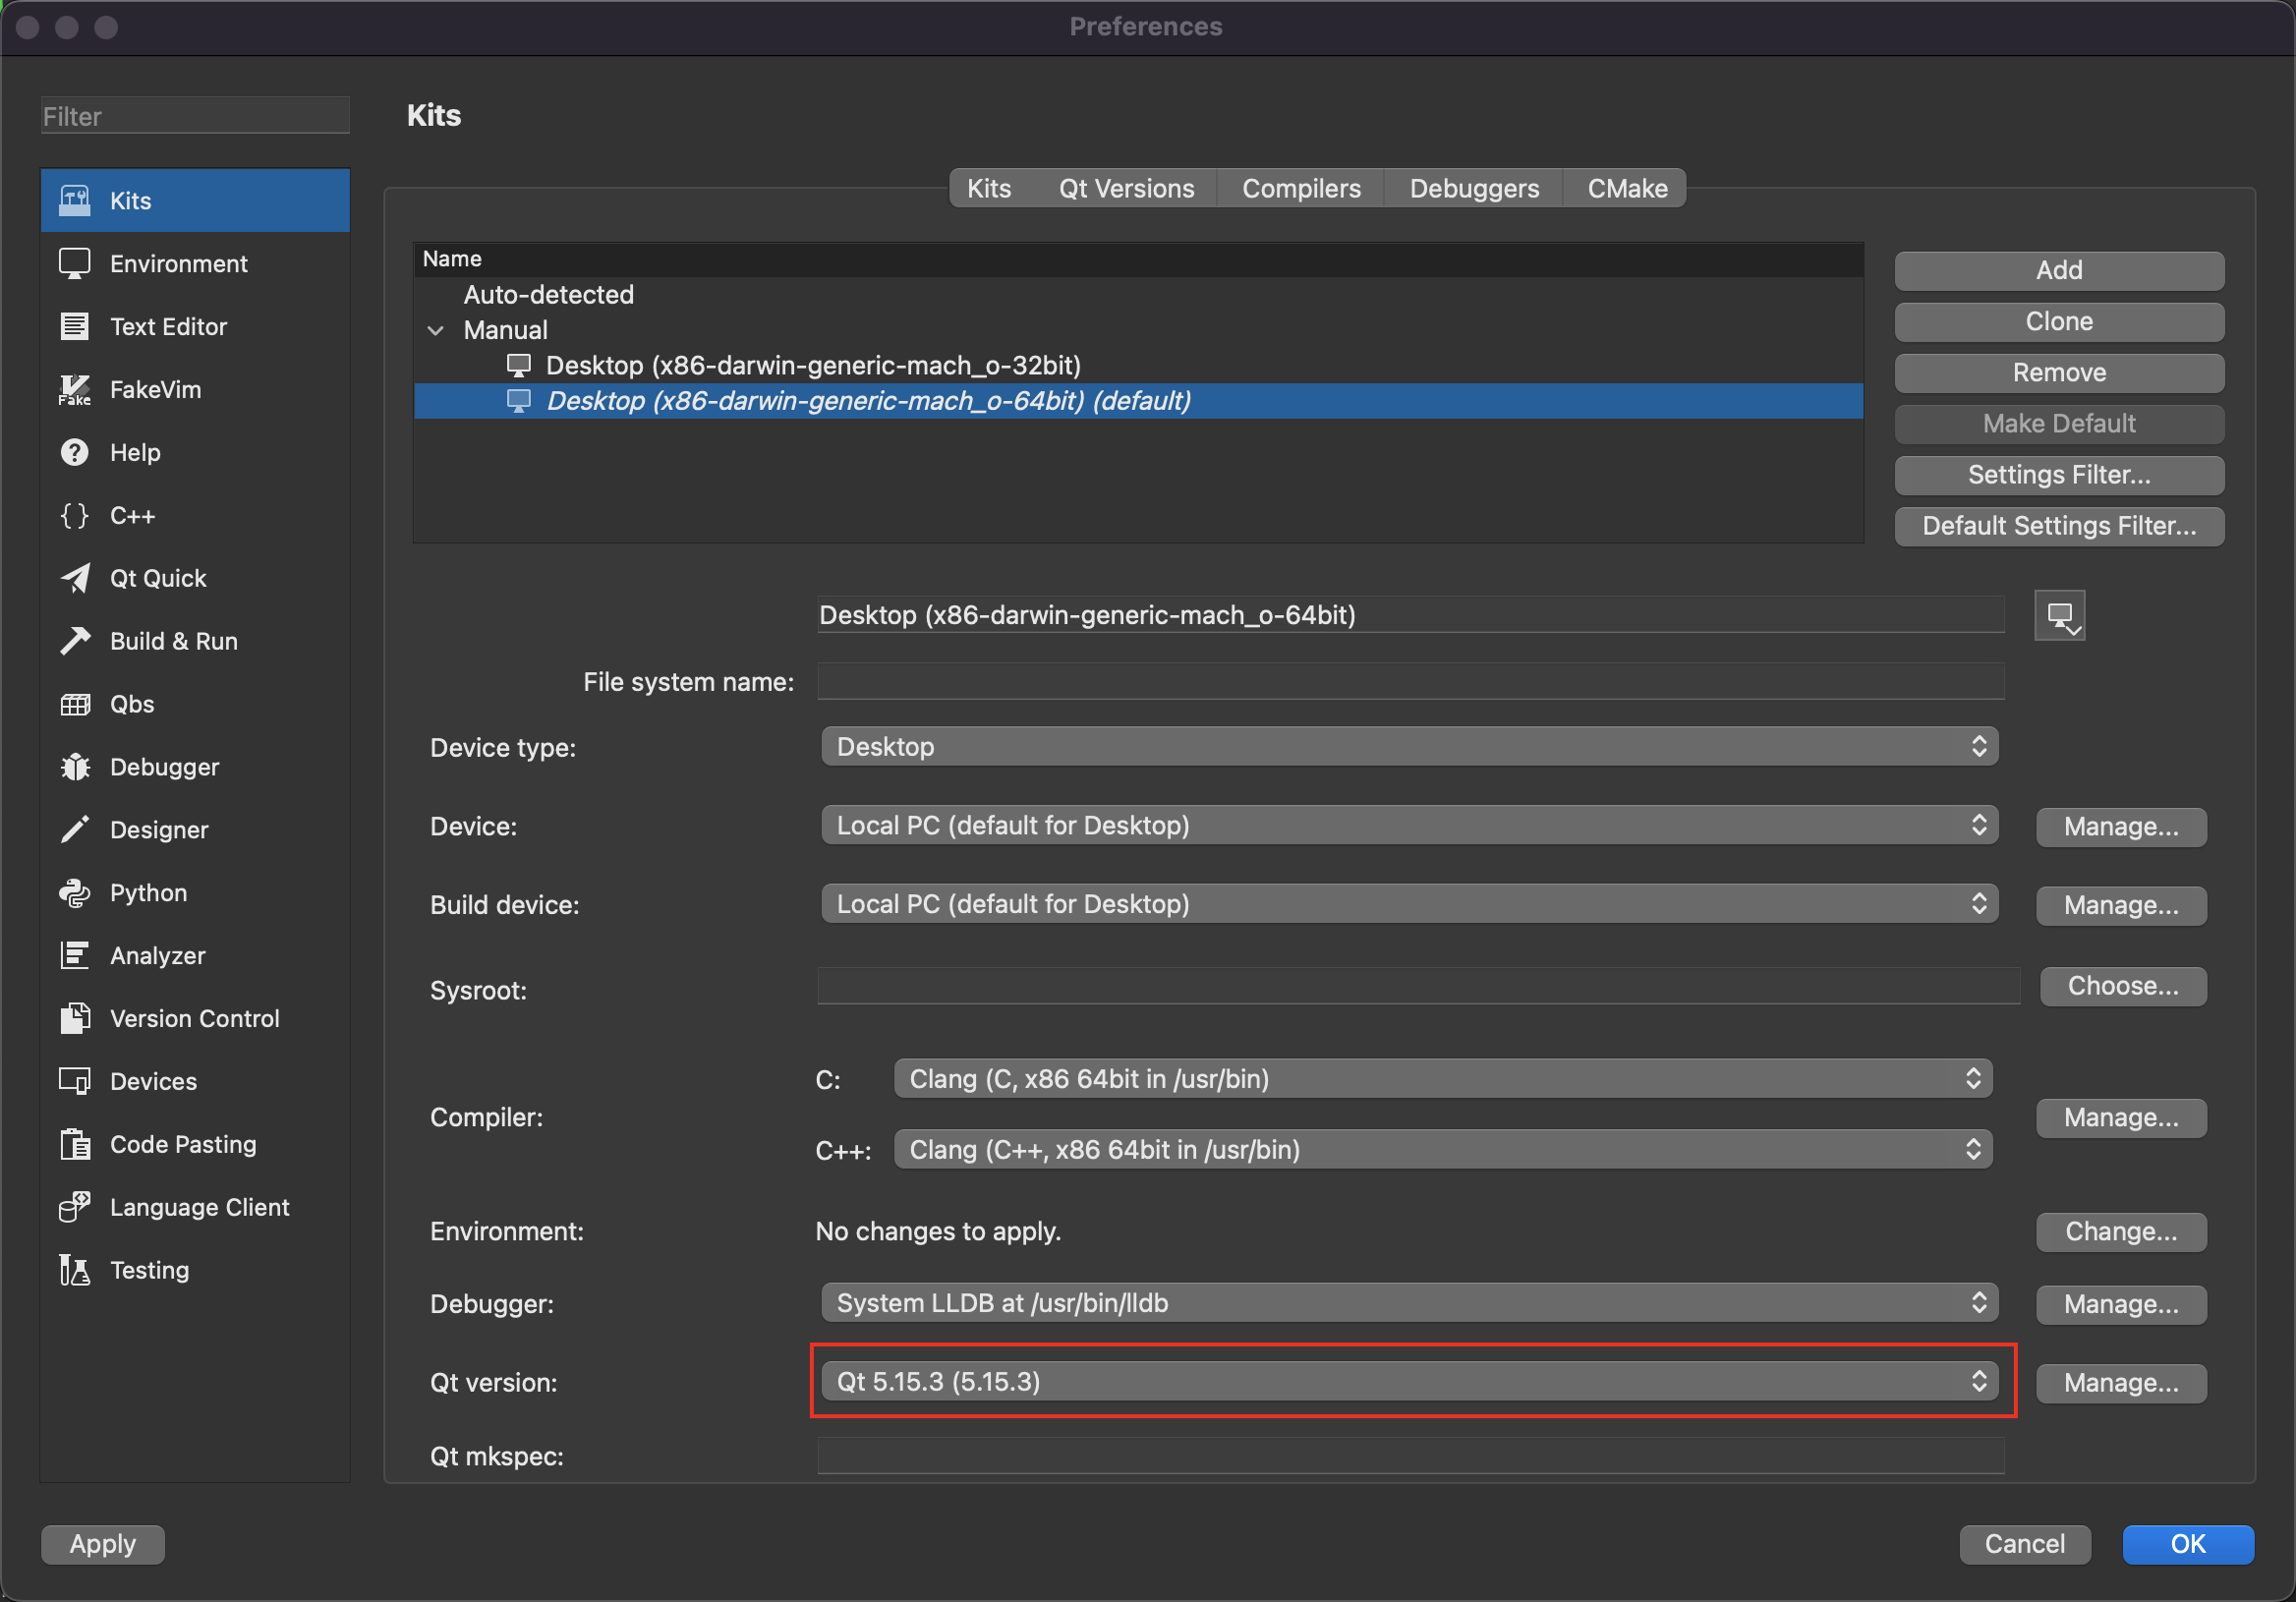 Preferences
Filter
Kits
Kits
Environment
Text Editor
Fake
FakeVim
Help
C++
Qt Quick
Build & Run
Qbs
Debugger
Designer
Python
Analyzer
Version Control
Devices
Code Pasting
Language Client
Testing
Kits Qt Versions Compilers Debuggers CMake
Name
Auto-detected
Manual
Desktop (x86-darwin-generic-mach_o-32bit)
Desktop (x86-darwin-generic-mach_o-64bit) (default)
Add
Clone
Remove
Make Default
Settings Filter...
Default Settings Filter...
Desktop (x86-darwin-generic-mach_o-64bit)
File system name:
Device type: Desktop
Device: Local PC (default for Desktop) Manage...
Build device: Local PC (default for Desktop) Manage...
Sysroot: Choose...
Compiler:
C: Clang (C, x86 64bit in /usr/bin)
C++: Clang (C++, x86 64bit in /usr/bin)
Manage...
Environment: No changes to apply. Change...
Debugger: System LLDB at /usr/bin/lldb Manage...
Qt version: Qt 5.15.3 (5.15.3) Manage...
Qt mkspec:
Apply Cancel OK